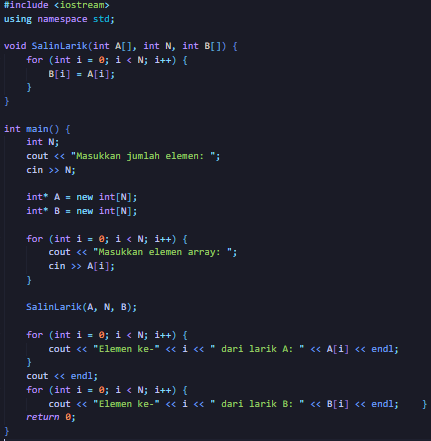 #include <iostream>
using namespace std;

void SalinLarik(int A[], int N, int B[]) {
    for (int i = 0; i < N; i++) {
        B[i] = A[i];
    }
}

int main() {
    int N;
    cout << "Masukkan jumlah elemen: ";
    cin >> N;

    int* A = new int[N];
    int* B = new int[N];

    for (int i = 0; i < N; i++) {
        cout << "Masukkan elemen array: ";
        cin >> A[i];
    }

    SalinLarik(A, N, B);

    for (int i = 0; i < N; i++) {
        cout << "Elemen ke-" << i << " dari larik A: " << A[i] << endl;
    }
    cout << endl;
    for (int i = 0; i < N; i++) {
        cout << "Elemen ke-" << i << " dari larik B: " << B[i] << endl;    }
    return 0;
}